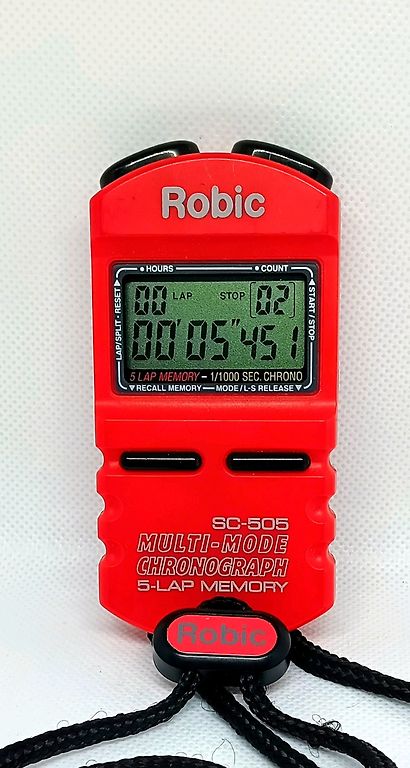 Robic
• HOURS • COUNT
LAP/SPLIT - RESET▲
00 LAP STOP 02
00'05"451
▲START / STOP
5 LAP MEMORY – 1/1000 SEC. CHRONO
▼RECALL MEMORY — MODE/L-S RELEASE▼
SC-505
MULTI-MODE
CHRONOGRAPH
5-LAP MEMORY
Robic